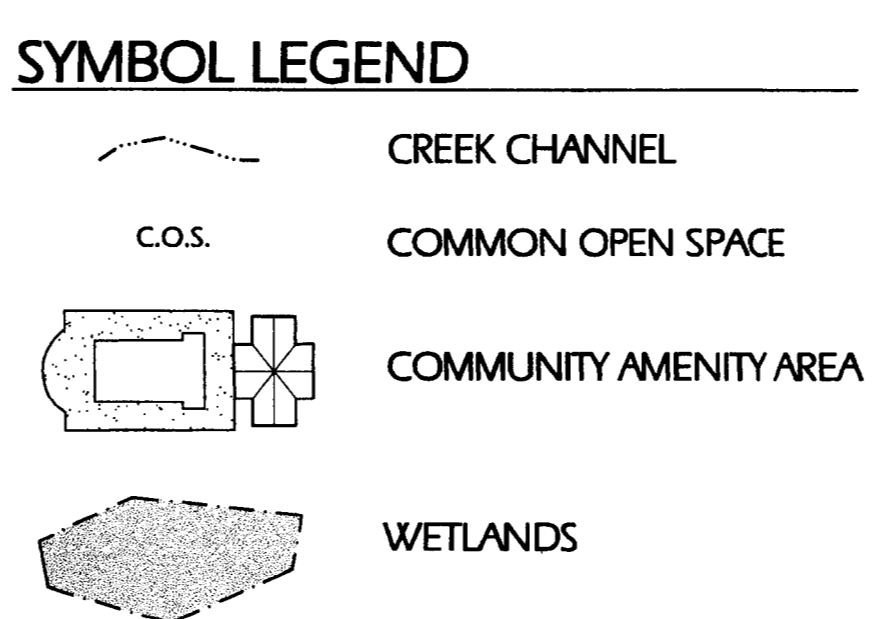 SYMBOL LEGEND
CREEK CHANNEL
C.O.S. COMMON OPEN SPACE
COMMUNITY AMENITY AREA
WETLANDS